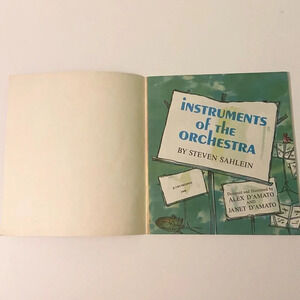 iNSTRUMENTS
of the
ORCHESTRA
BY STEVEN SAHLEIN
Designed and Illustrated by
ALEX D'AMATO
AND
JANET D'AMATO